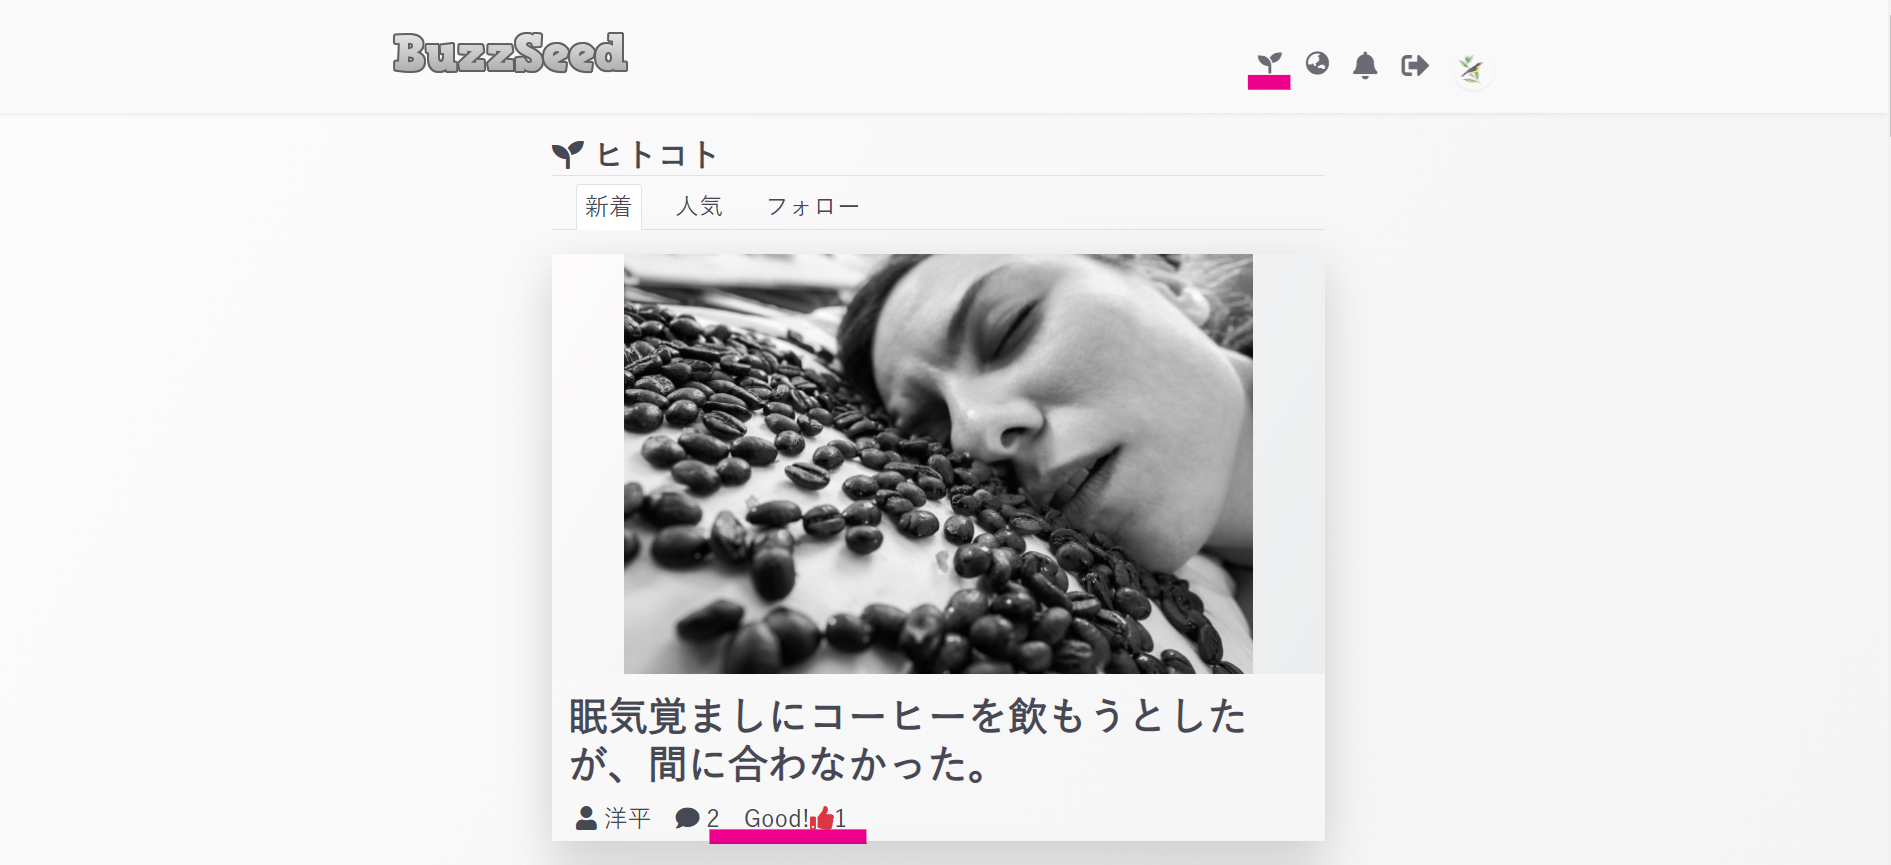 BuzzSeed
ヒトコト
新着 人気 フォロー
眠気覚ましにコーヒーを飲もうとした
が、間に合わなかった。
洋平 2 Good! 1